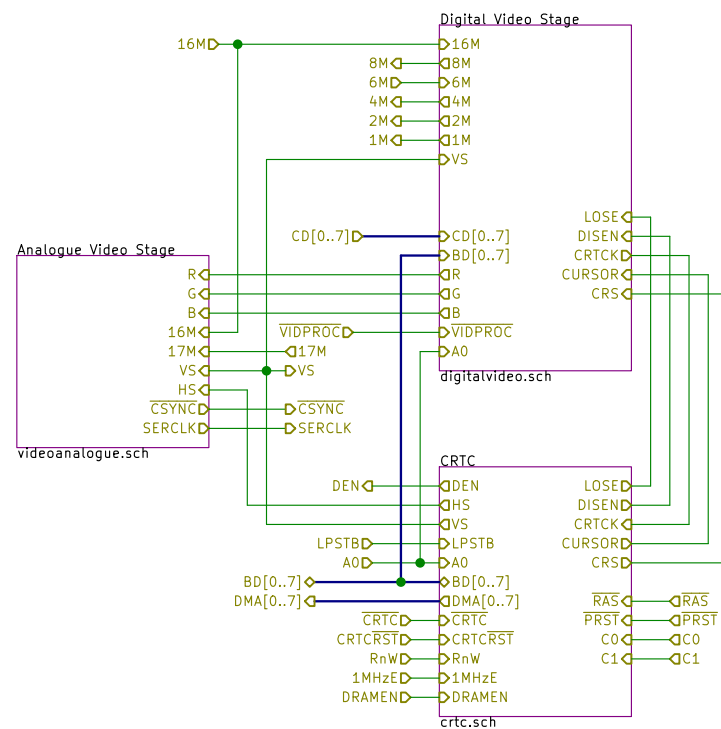 Digital Video Stage
16M 16M
8M 8M
6M 6M
4M 4M
2M 2M
1M 1M
VS
LOSE
CD[0..7] CD[0..7] DISEN
BD[0..7] CRTCK
R CURSOR
G CRS
B
VIDPROC VIDPROC
A0
digitalvideo.sch
Analogue Video Stage
R
G
B
16M
17M 17M
VS VS
HS
CSYNC CSYNC
SERCLK SERCLK
videoanalogue.sch
CRTC
DEN DEN LOSE
HS DISEN
VS CRTCK
LPSTB LPSTB CURSOR
A0 A0 CRS
BD[0..7] BD[0..7]
DMA[0..7] DMA[0..7] RAS RAS
CRTC CRTC PRST PRST
CRTCRST CRTCRST C0 C0
RnW RnW C1 C1
1MHzE 1MHzE
DRAMEN DRAMEN
crtc.sch